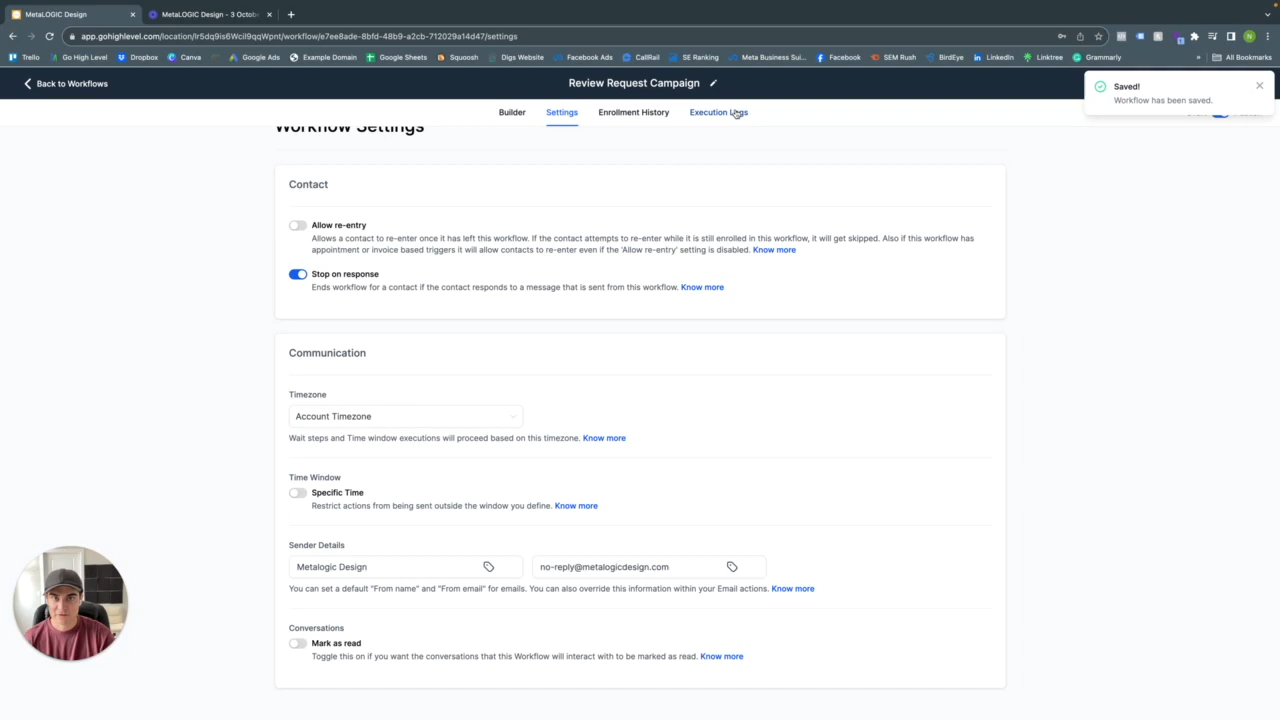 MetaLOGIC Design
MetaLOGIC Design - 3 Octobe
app.gohighlevel.com/location/lr5dq9is6Wcil9qqWpnt/workflow/e7ee8ade-8bfd-48b9-a2cb-712029a14d47/settings
Trello Go High Level Dropbox Canva Google Ads Example Domain Google Sheets Squoosh Digs Website Facebook Ads CallRail SE Ranking Meta Business Sui... Facebook SEM Rush BirdEye LinkedIn Linktree Grammarly » All Bookmarks
Back to Workflows
Review Request Campaign
Saved!
Workflow has been saved.
Builder Settings Enrollment History Execution Logs
Workflow Settings
Contact
Allow re-entry
Allows a contact to re-enter once it has left this workflow. If the contact attempts to re-enter while it is still enrolled in this workflow, it will get skipped. Also if this workflow has
appointment or invoice based triggers it will allow contacts to re-enter even if the 'Allow re-entry' setting is disabled. Know more
Stop on response
Ends workflow for a contact if the contact responds to a message that is sent from this workflow. Know more
Communication
Timezone
Account Timezone
Wait steps and Time window executions will proceed based on this timezone. Know more
Time Window
Specific Time
Restrict actions from being sent outside the window you define. Know more
Sender Details
Metalogic Design
no-reply@metalogicdesign.com
You can set a default "From name" and "From email" for emails. You can also override this information within your Email actions. Know more
Conversations
Mark as read
Toggle this on if you want the conversations that this Workflow will interact with to be marked as read. Know more